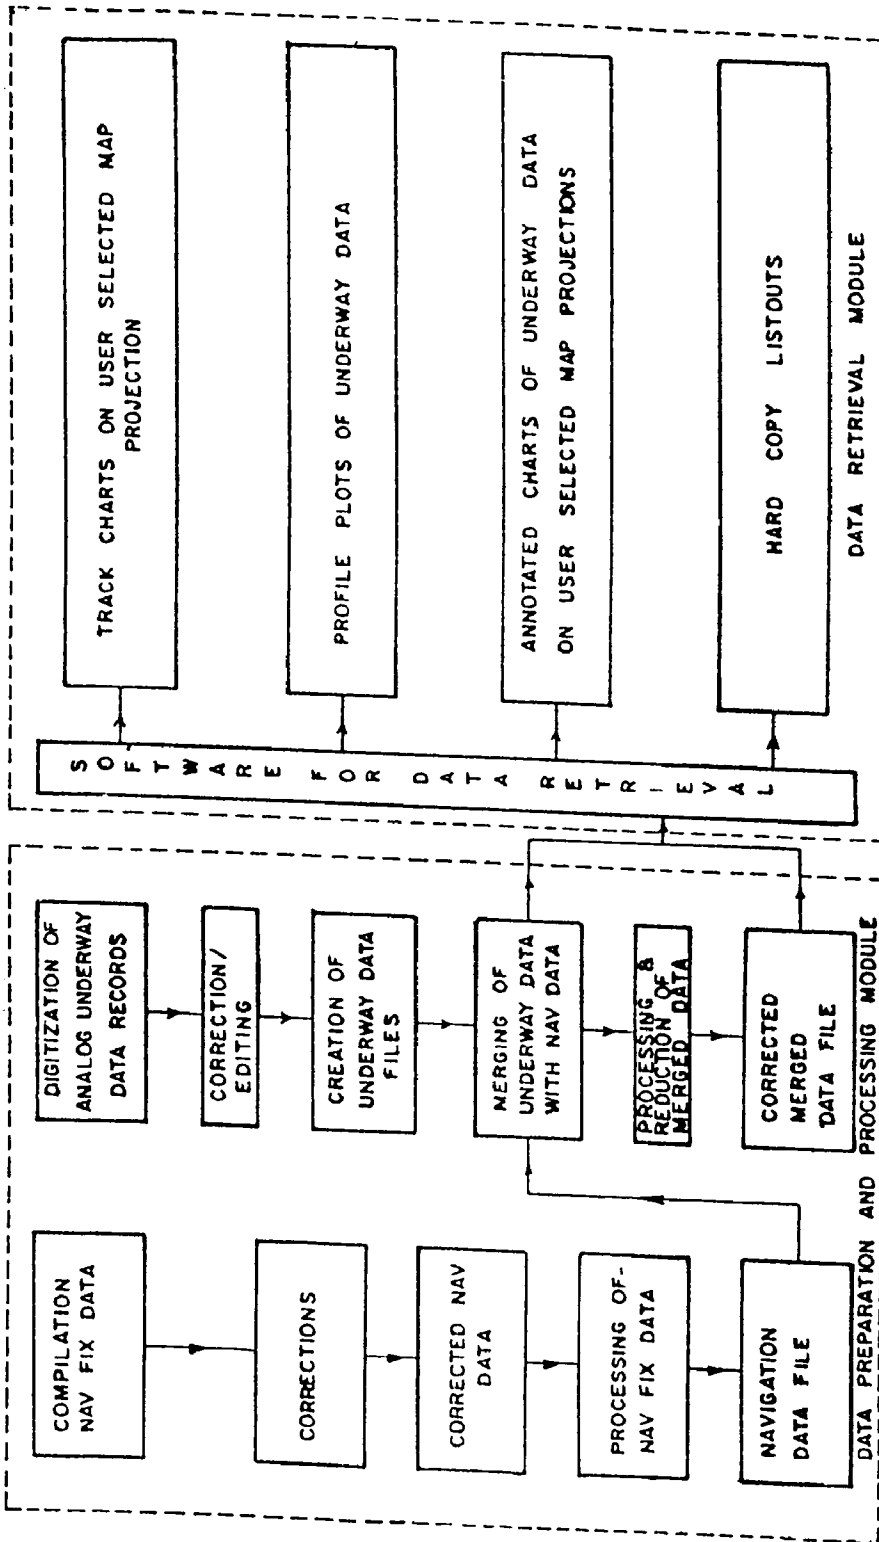 COMPILATION
NAV FIX DATA
CORRECTIONS
CORRECTED NAV
DATA
PROCESSING OF-
NAV FIX DATA
NAVIGATION
DATA FILE
DIGITIZATION OF
ANALOG UNDERWAY
DATA RECORDS
CORRECTION/
EDITING
CREATION OF
UNDERWAY DATA
FILES
MERGING OF
UNDERWAY DATA
WITH NAV DATA
PROCESSING &
REDUCTION OF
MERGED DATA
CORRECTED
MERGED
DATA FILE
DATA PREPARATION AND PROCESSING MODULE
SOFTWARE FOR DATA RETRIEVAL
TRACK CHARTS ON USER SELECTED MAP
PROJECTION
PROFILE PLOTS OF UNDERWAY DATA
ANNOTATED CHARTS OF UNDERWAY DATA
ON USER SELECTED MAP PROJECTIONS
HARD COPY LISTOUTS
DATA RETRIEVAL MODULE